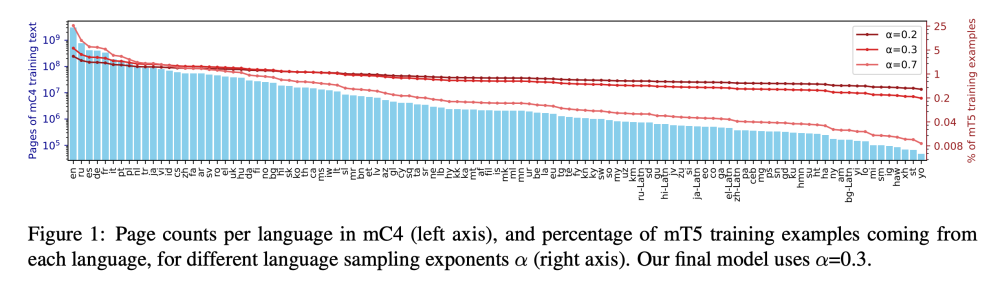 Pages of mC4 training text
10⁹
10⁸
10⁷
10⁶
10⁵
α=0.2
α=0.3
α=0.7
25
5
1
0.2
0.04
0.008
% of mT5 training examples
en ru es de fr it pt pl nl tr ja vi id cs zh fa ar sv ro el uk hu da fi no bg hi sk ko th ca ms iw lt sl mr bn et lv az gl cy sq ta sr ne lb hy kk ka mt af fil is mk ml mn ur be la eu tg te fy kn ky sw so my uz km ru-Latn sd gu hi-Latn jv zu si ja-Latn eo co ga el-Latn zh-Latn pa ceb mg ps sn gd ku hmn su ht ha ny am bg-Latn yi lo mi sm ig haw xh st yo
Figure 1: Page counts per language in mC4 (left axis), and percentage of mT5 training examples coming from
each language, for different language sampling exponents α (right axis). Our final model uses α=0.3.